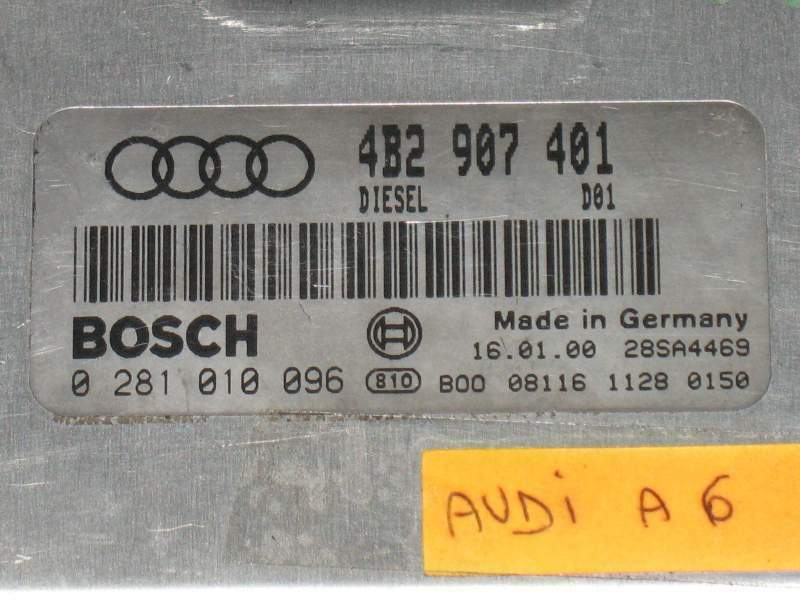 4B2 907 401
DIESEL D01
BOSCH
Made in Germany
16.01.00 28SA4469
0 281 010 096 810 B00 08116 1128 0150
AUDi A 6